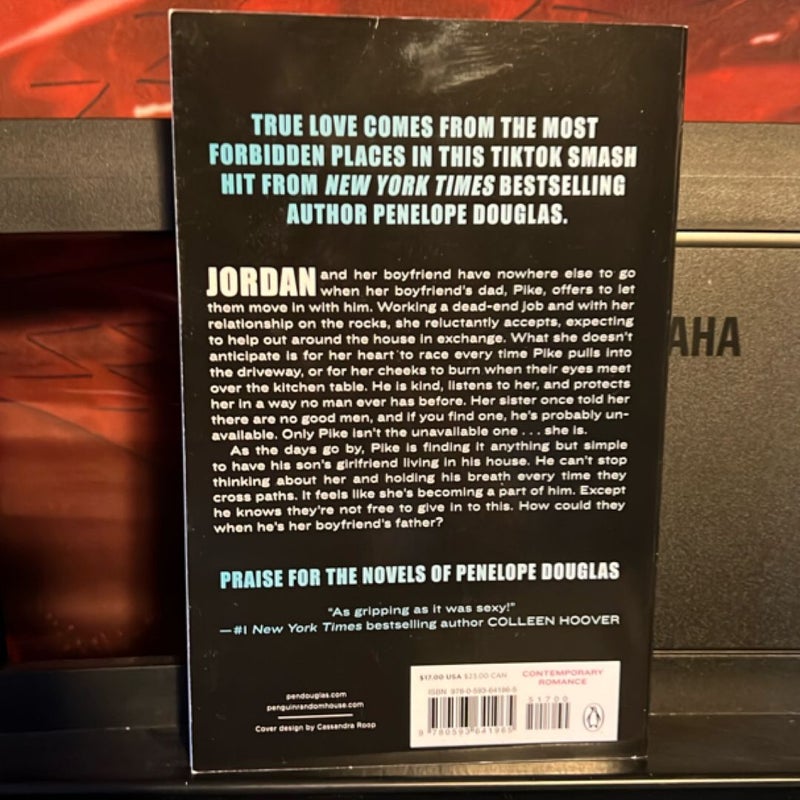 TRUE LOVE COMES FROM THE MOST
FORBIDDEN PLACES IN THIS TIKTOK SMASH
HIT FROM NEW YORK TIMES BESTSELLING
AUTHOR PENELOPE DOUGLAS.
JORDAN and her boyfriend have nowhere else to go
when her boyfriend's dad, Pike, offers to let
them move in with him. Working a dead-end job and with her
relationship on the rocks, she reluctantly accepts, expecting
to help out around the house in exchange. What she doesn't
anticipate is for her heart to race every time Pike pulls into
the driveway, or for her cheeks to burn when their eyes meet
over the kitchen table. He is kind, listens to her, and protects
her in a way no man ever has before. Her sister once told her
there are no good men, and if you find one, he's probably un-
available. Only Pike isn't the unavailable one . . . she is.
As the days go by, Pike is finding it anything but simple
to have his son's girlfriend living in his house. He can't stop
thinking about her and holding his breath every time they
cross paths. It feels like she's becoming a part of him. Except
he knows they're not free to give in to this. How could they
when he's her boyfriend's father?
PRAISE FOR THE NOVELS OF PENELOPE DOUGLAS
"As gripping as it was sexy!"
—#1 New York Times bestselling author COLLEEN HOOVER
pendouglas.com
penguinrandomhouse.com
Cover design by Cassandra Roop
$17.00 USA $23.00 CAN
CONTEMPORARY
ROMANCE
ISBN 978-0-593-64196-5
51700
9 780593 641965
AHA